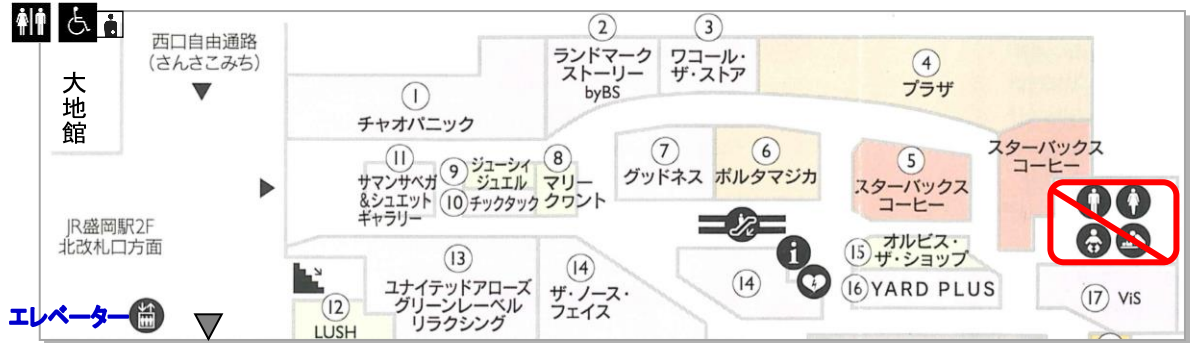 西口自由通路
(さんさこみち)
大
地
館
JR盛岡駅2F
北改札口方面
エレベーター
①
チャオパニック
②
ランドマーク
ストーリー
byBS
③
ワコール・
ザ・ストア
④
プラザ
⑪
サマンサベガ
&シュエット
ギャラリー
⑨ ジューシィ
ジュエル
⑩ チックタック
⑧
マリー
クヮント
⑦
グッドネス
⑥
ポルタマジカ
⑤
スターバックス
コーヒー
スターバックス
コーヒー
⑫
LUSH
⑬
ユナイテッドアローズ
グリーンレーベル
リラクシング
⑭
ザ・ノース・
フェイス
⑭
i
⑮ オルビス・
ザ・ショップ
⑯ YARD PLUS
⑰ ViS